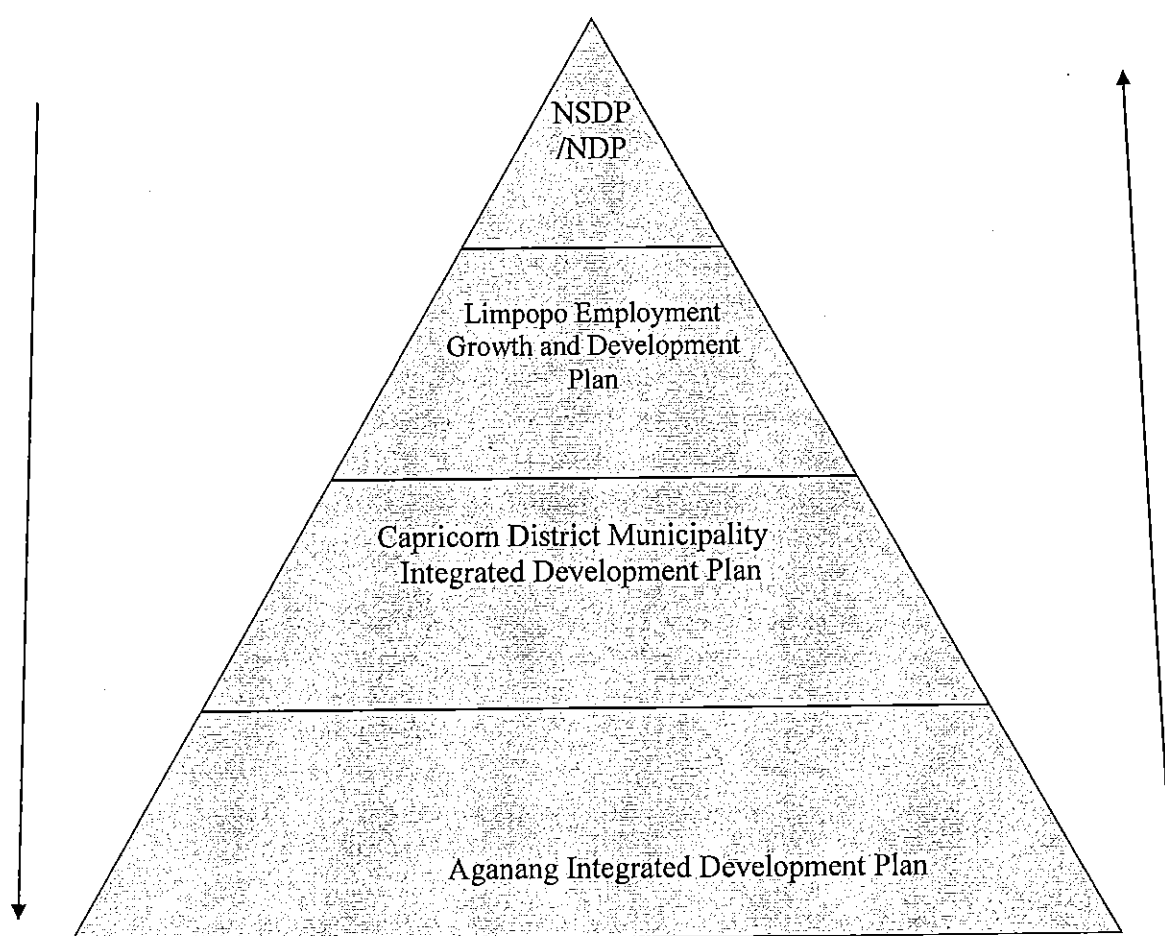 NSDP
/NDP
Limpopo Employment
Growth and Development
Plan
Capricorn District Municipality
Integrated Development Plan
Aganang Integrated Development Plan